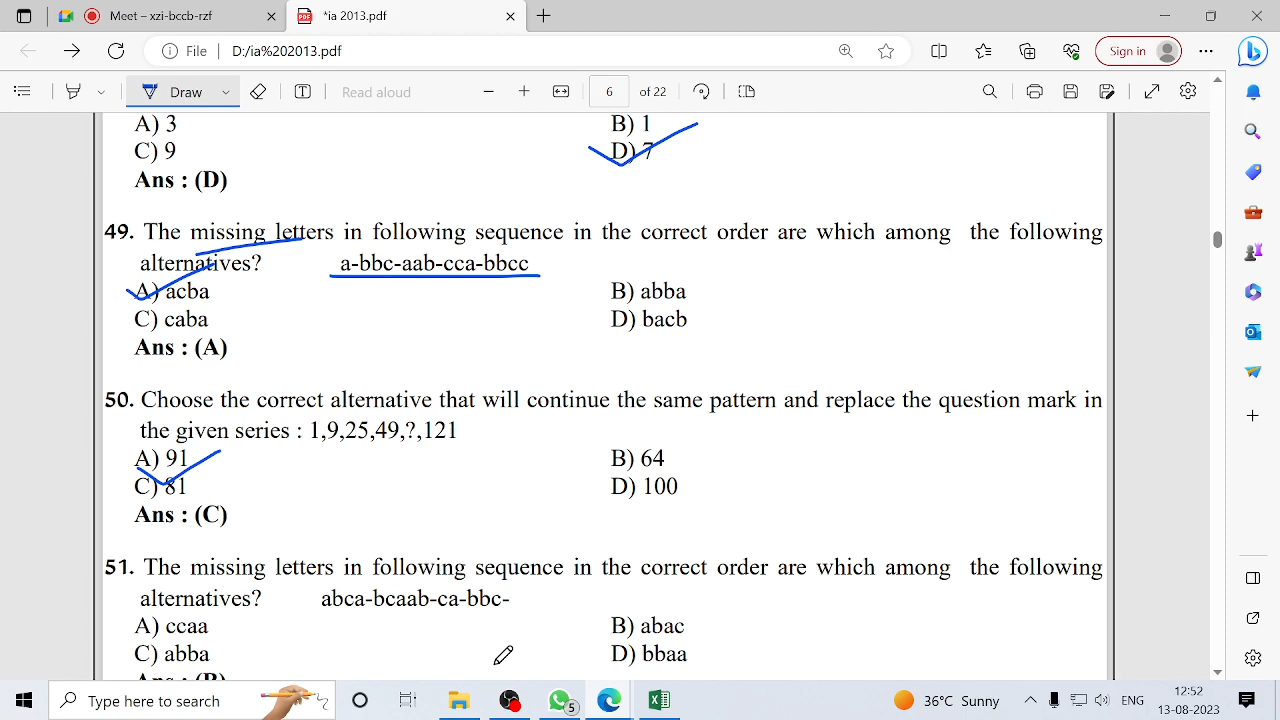 Meet – xzi-bccb-rzf
*ia 2013.pdf
File D:/ia%202013.pdf
Sign in
Draw
Read aloud
6 of 22
A) 3 B) 1
C) 9 D) 7
Ans : (D)
49. The missing letters in following sequence in the correct order are which among the following
alternatives? a-bbc-aab-cca-bbcc
A) acba B) abba
C) caba D) bacb
Ans : (A)
50. Choose the correct alternative that will continue the same pattern and replace the question mark in
the given series : 1,9,25,49,?,121
A) 91 B) 64
C) 81 D) 100
Ans : (C)
51. The missing letters in following sequence in the correct order are which among the following
alternatives? abca-bcaab-ca-bbc-
A) ccaa B) abac
C) abba D) bbaa
Type here to search
5
36°C Sunny
ENG
12:52
13-08-2023